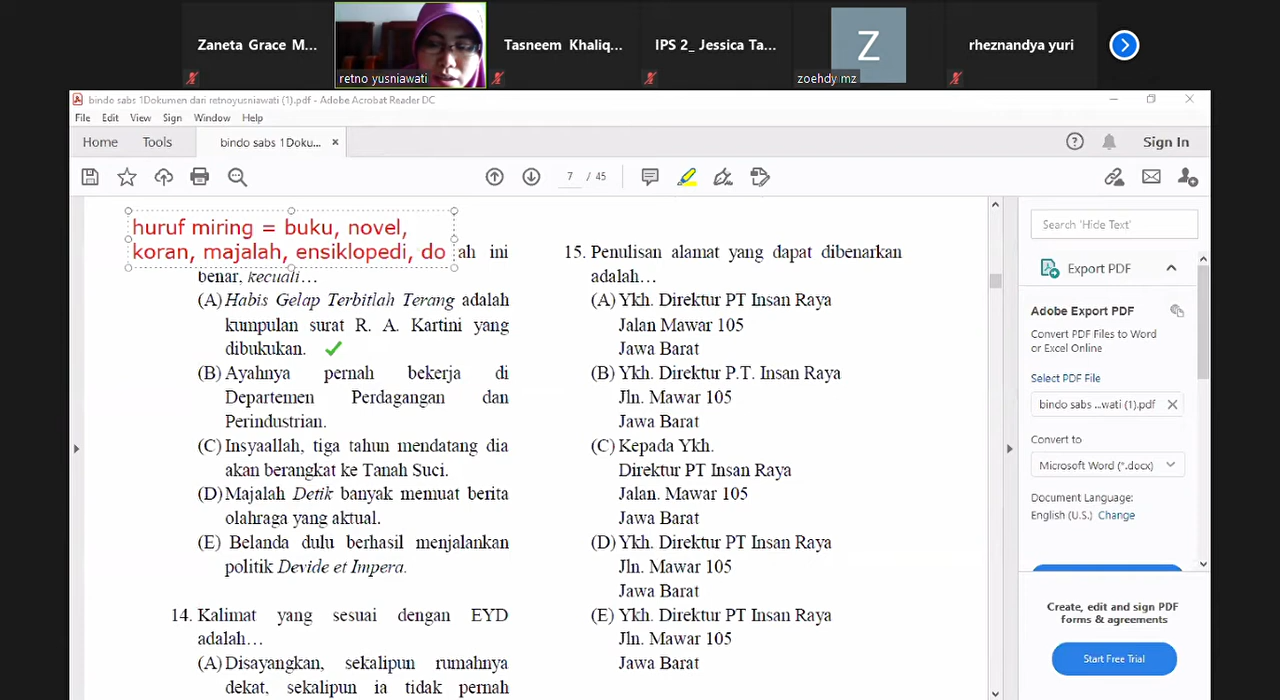 Zaneta Grace M...
retno yusniawati
Tasneem Khaliq...
IPS 2_ Jessica Ta...
Z
zoehdy mz
rheznandya yuri
bindo sabs 1Dokumen dari retnoyusniawati (1).pdf - Adobe Acrobat Reader DC
File Edit View Sign Window Help
Home Tools bindo sabs 1Doku... × Sign In
7 / 45
huruf miring = buku, novel,
koran, majalah, ensiklopedi, do
ah ini
benar, kecuali…
(A) Habis Gelap Terbitlah Terang adalah
kumpulan surat R. A. Kartini yang
dibukukan.
(B) Ayahnya pernah bekerja di
Departemen Perdagangan dan
Perindustrian.
(C) Insyaallah, tiga tahun mendatang dia
akan berangkat ke Tanah Suci.
(D) Majalah Detik banyak memuat berita
olahraga yang aktual.
(E) Belanda dulu berhasil menjalankan
politik Devide et Impera.
14. Kalimat yang sesuai dengan EYD
adalah…
(A) Disayangkan, sekalipun rumahnya
dekat, sekalipun ia tidak pernah
15. Penulisan alamat yang dapat dibenarkan
adalah…
(A) Ykh. Direktur PT Insan Raya
Jalan Mawar 105
Jawa Barat
(B) Ykh. Direktur P.T. Insan Raya
Jln. Mawar 105
Jawa Barat
(C) Kepada Ykh.
Direktur PT Insan Raya
Jalan. Mawar 105
Jawa Barat
(D) Ykh. Direktur PT Insan Raya
Jln. Mawar 105
Jawa Barat
(E) Ykh. Direktur PT Insan Raya
Jln. Mawar 105
Jawa Barat
Search 'Hide Text'
Export PDF
Adobe Export PDF
Convert PDF Files to Word
or Excel Online
Select PDF File
bindo sabs ...wati (1).pdf
Convert to
Microsoft Word (*.docx)
Document Language:
English (U.S.) Change
Create, edit and sign PDF
forms & agreements
Start Free Trial